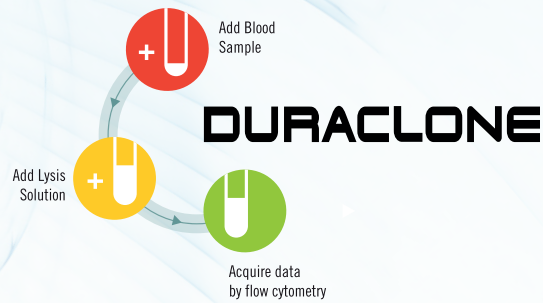 Add Blood
Sample
DURACLONE
Add Lysis
Solution
Acquire data
by flow cytometry